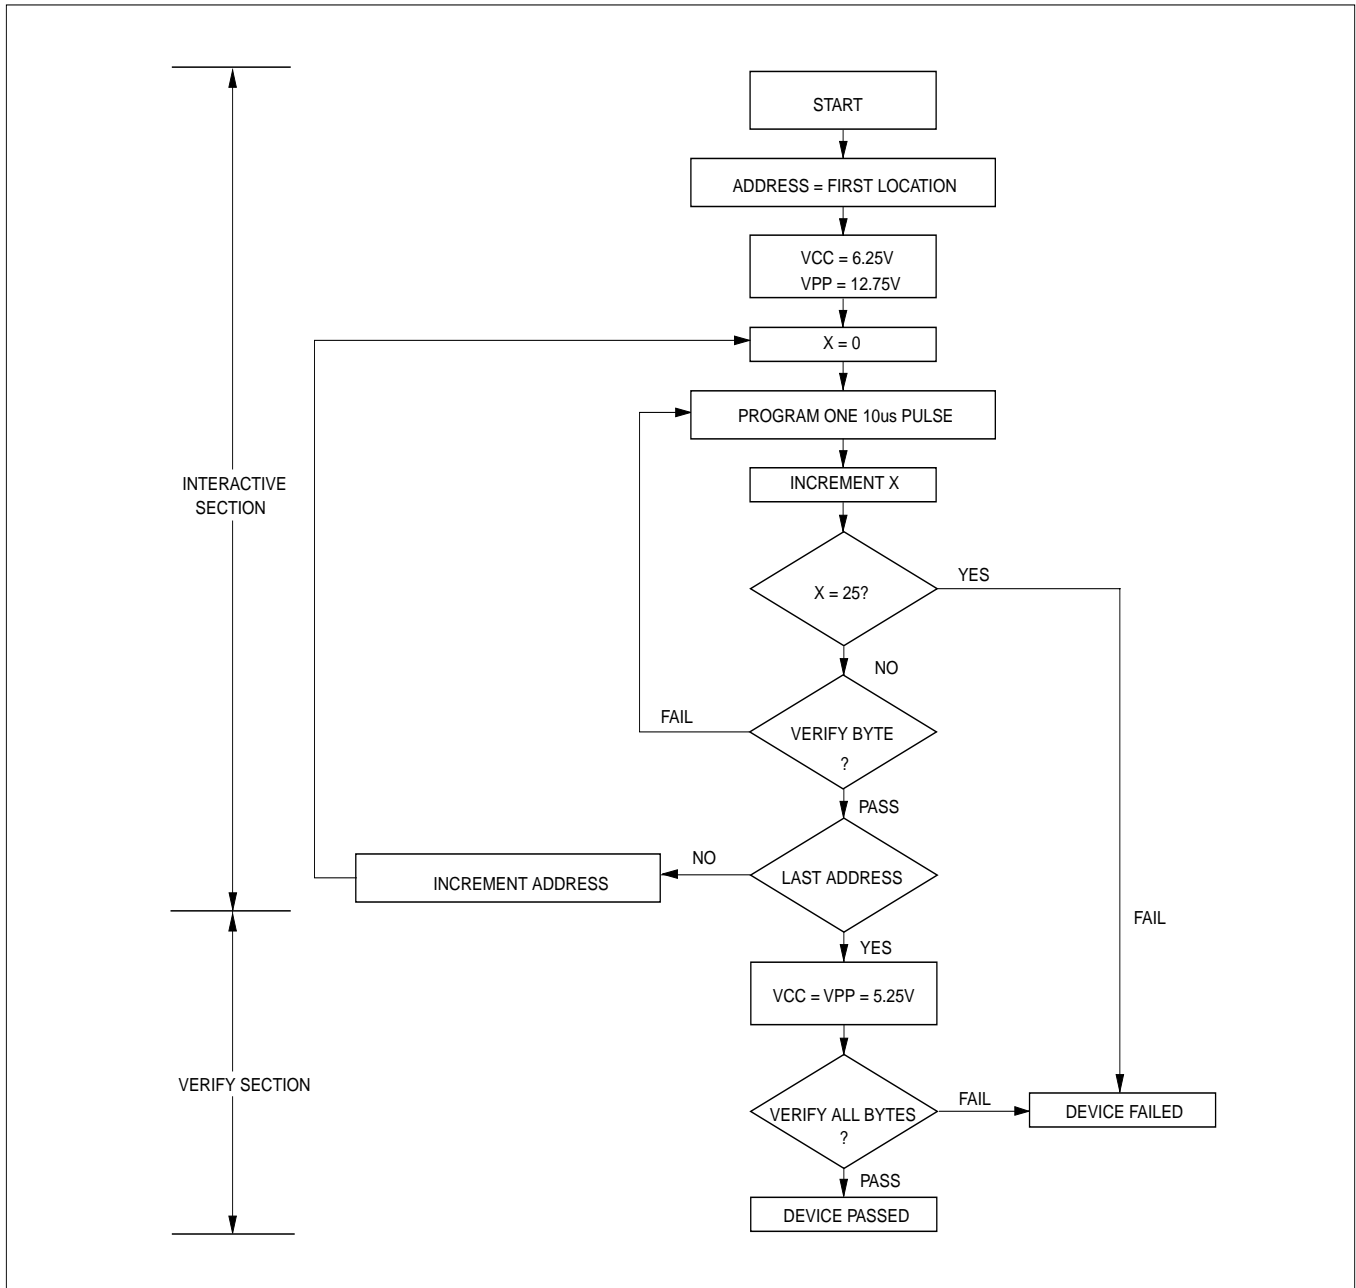 START
ADDRESS = FIRST LOCATION
VCC = 6.25V
VPP = 12.75V
X = 0
PROGRAM ONE 10us PULSE
INTERACTIVE
SECTION
INCREMENT X
X = 25?
YES
NO
FAIL
VERIFY BYTE
?
PASS
NO
LAST ADDRESS
INCREMENT ADDRESS
FAIL
YES
VCC = VPP = 5.25V
VERIFY SECTION
VERIFY ALL BYTES
?
FAIL
DEVICE FAILED
PASS
DEVICE PASSED